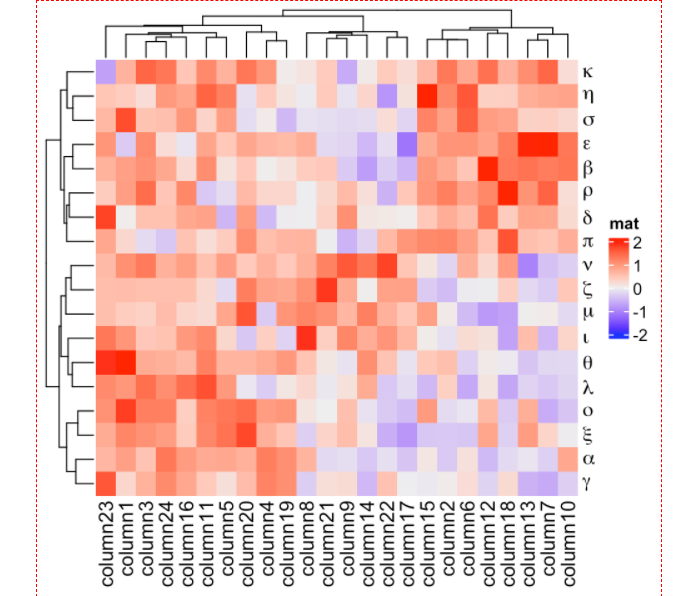 κ
η
σ
ε
β
ρ
δ
π
ν
ζ
μ
ι
θ
λ
ο
ξ
α
γ
mat
2
1
0
-1
-2
column23
column1
column3
column24
column16
column11
column5
column20
column4
column19
column8
column21
column9
column14
column22
column17
column15
column2
column6
column12
column18
column13
column7
column10